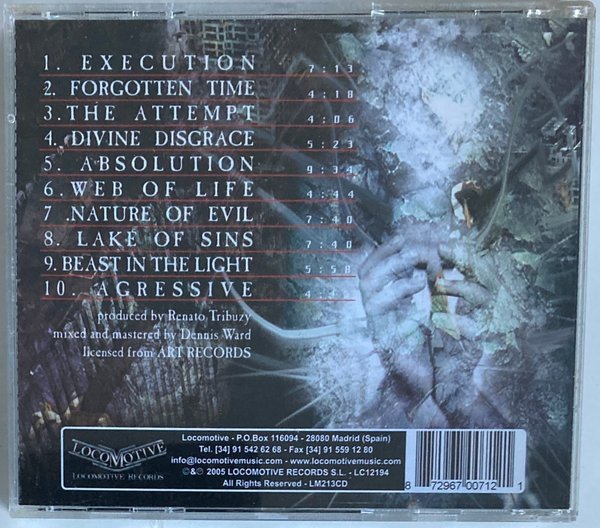 1. EXECUTION 7:13
2. FORGOTTEN TIME 4:18
3. THE ATTEMPT 4:06
4. DIVINE DISGRACE 5:23
5. ABSOLUTION 9:34
6. WEB OF LIFE 4:44
7 .NATURE OF EVIL 7:40
8. LAKE OF SINS 7:40
9. BEAST IN THE LIGHT 5:58
10. AGRESSIVE
produced by Renato Tribuzy
mixed and mastered by Dennis Ward
licensed from ART RECORDS
LOCOMOTIVE
LOCOMOTIVE RECORDS
Locomotive - P.O.Box 116094 - 28080 Madrid (Spain)
Tel. [34] 91 542 62 68 - Fax [34] 91 559 12 80
info@locomotivemusic.com - www.locomotivemusic.com
©&℗ 2005 LOCOMOTIVE RECORDS S.L. - LC12194
All Rights Reserved - LM213CD
8 72967 00712 1